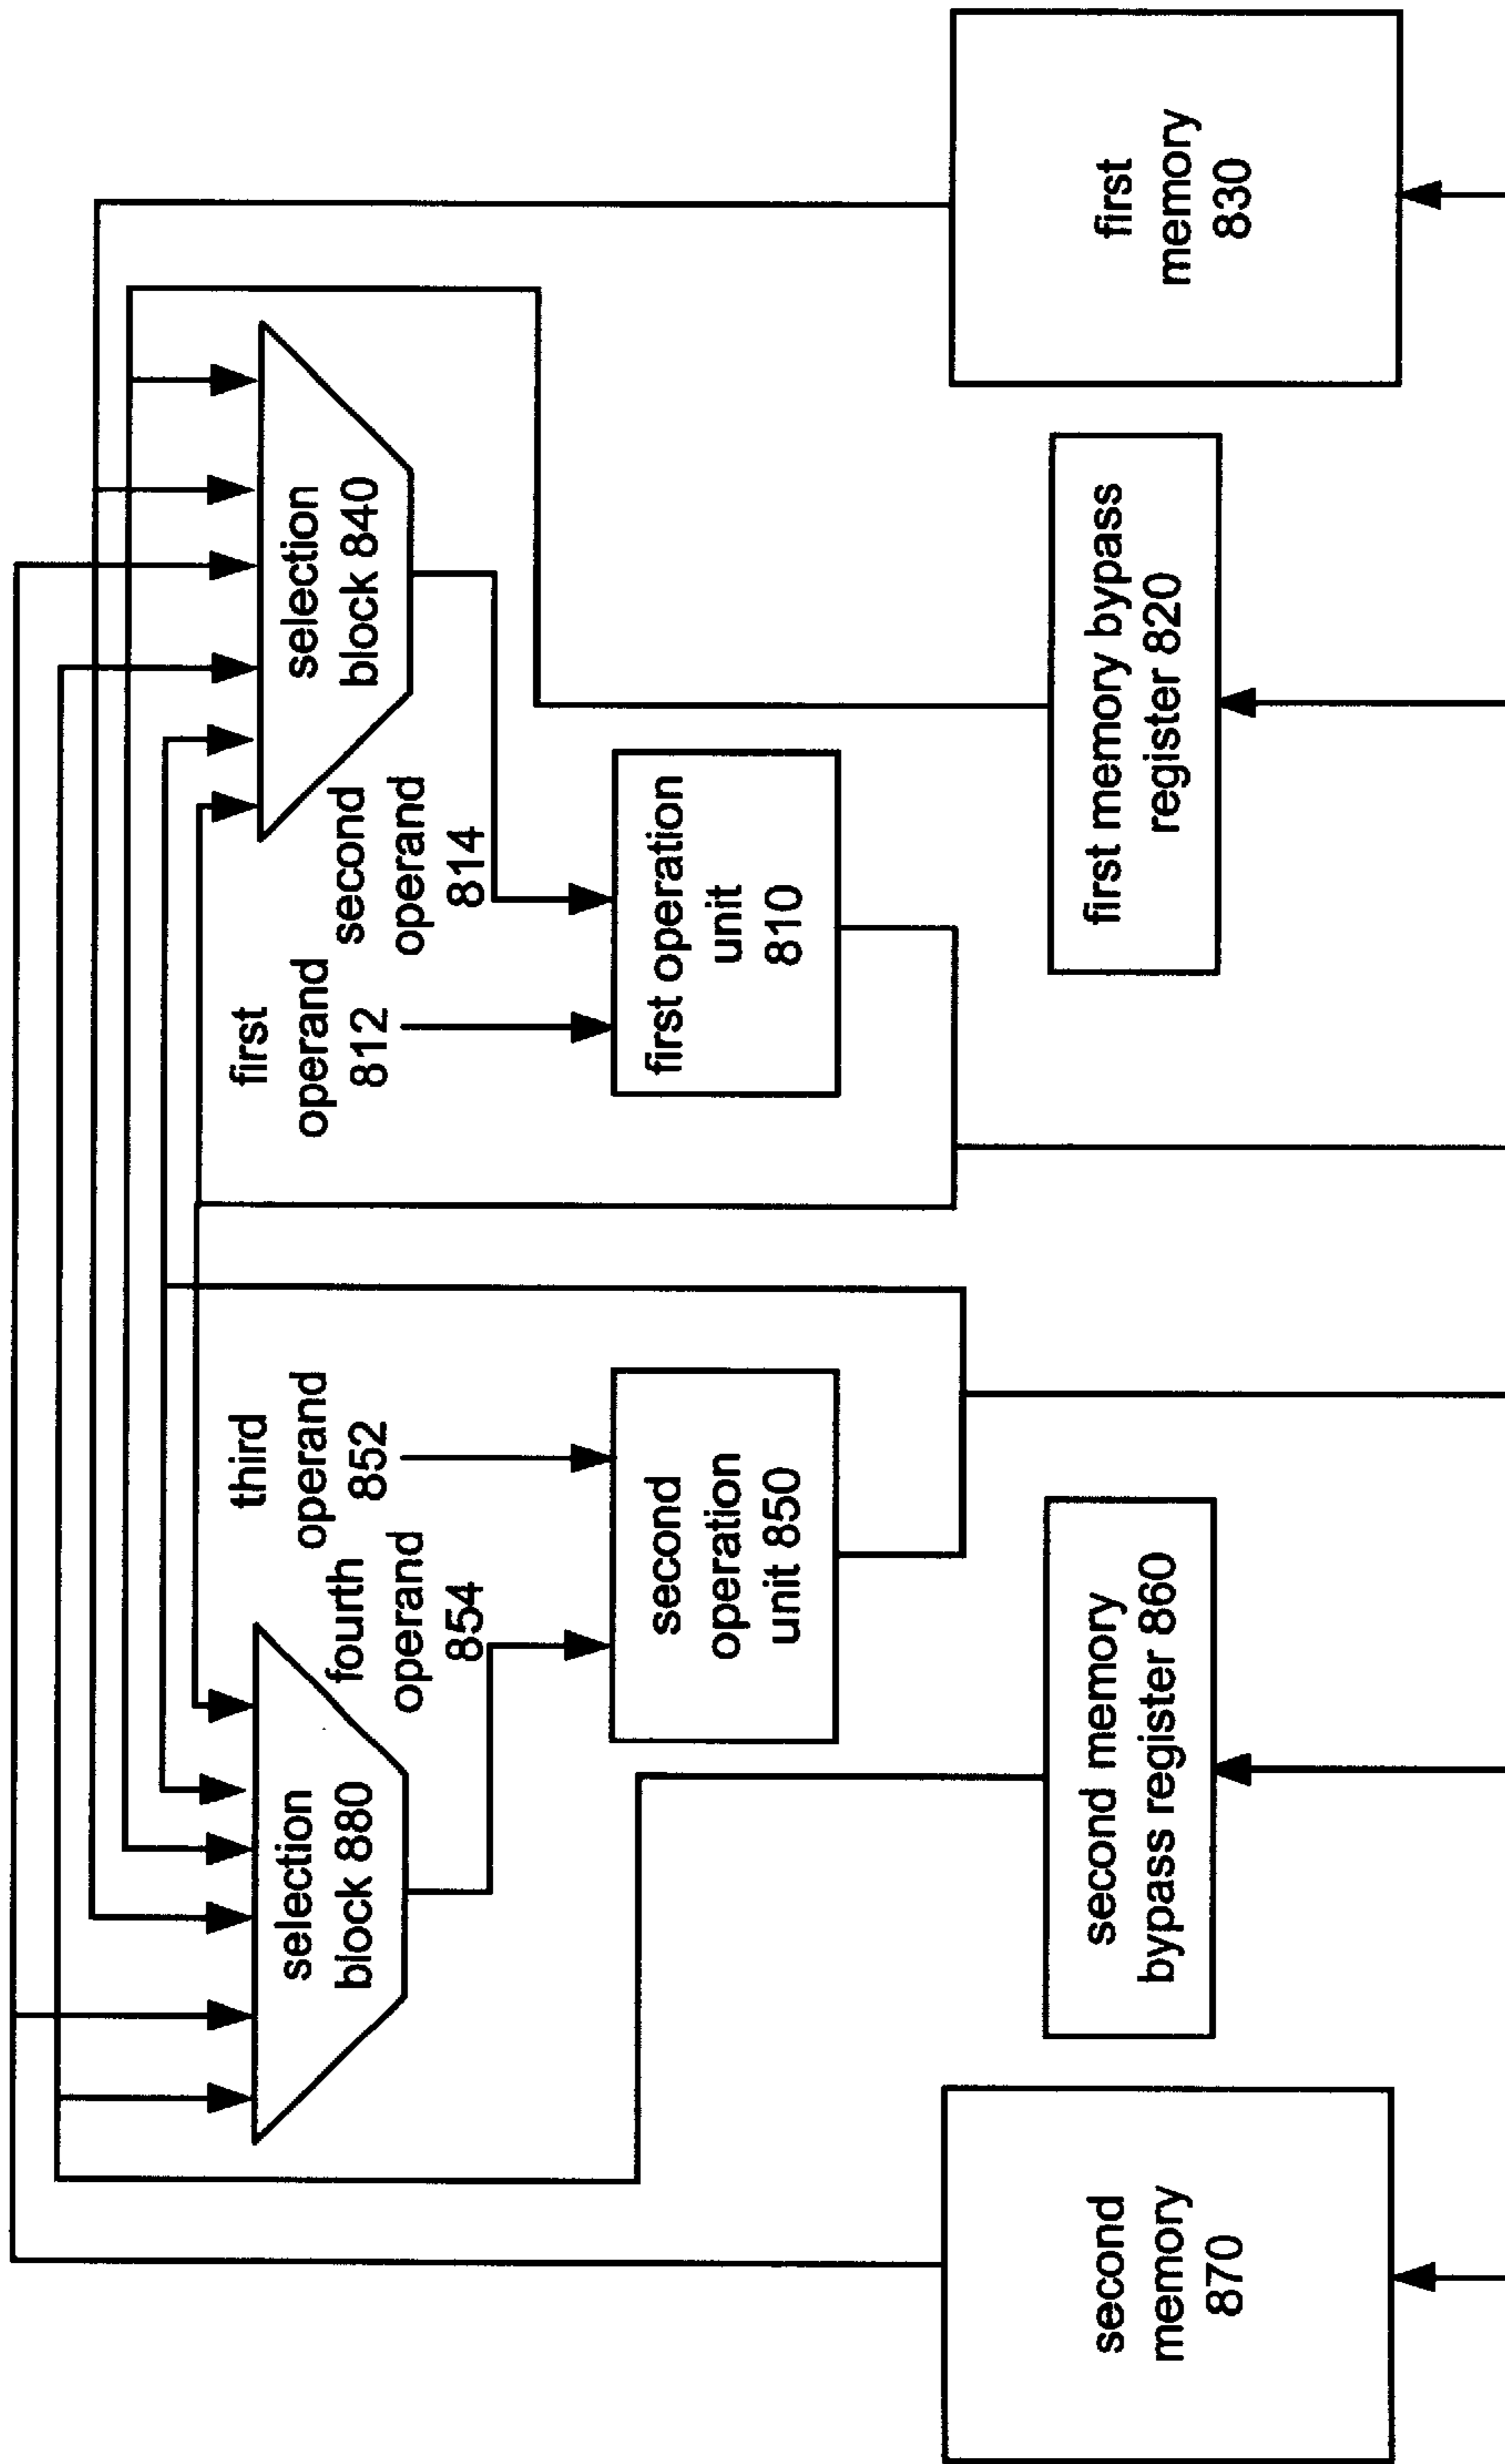 selection
block 880
third
operand
852
fourth
operand
854
first
operand
812
second
operand
814
selection
block 840
second
operation
unit 850
first operation
unit
810
second
memory
870
second memory
bypass register 860
first memory bypass
register 820
first
memory
830